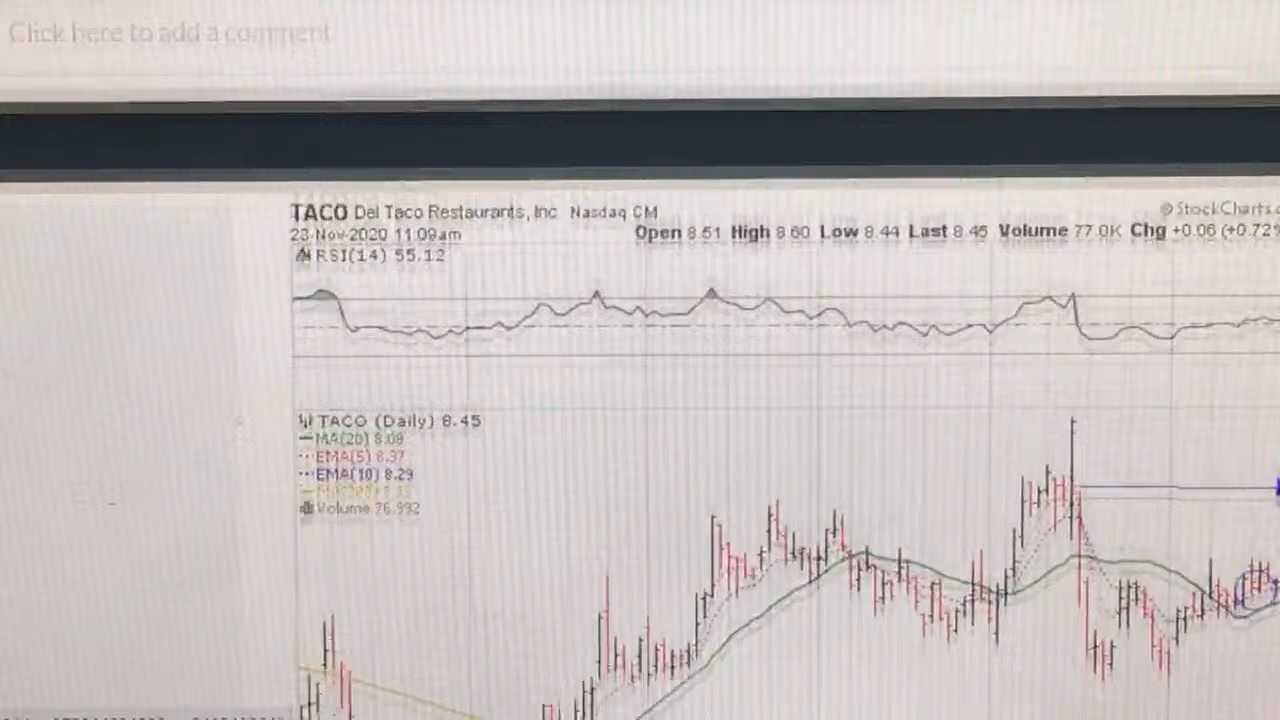 Click here to add a comment
TACO Del Taco Restaurants, Inc Nasdaq CM
© StockCharts.c
23-Nov-2020 11:09am
Open 8.51 High 8.60 Low 8.44 Last 8.45 Volume 77.0K Chg +0.06 (+0.72%
RSI(14) 55.12
TACO (Daily) 8.45
MA(20) 8.09
EMA(5) 8.37
EMA(10) 8.29
Volume 76,992